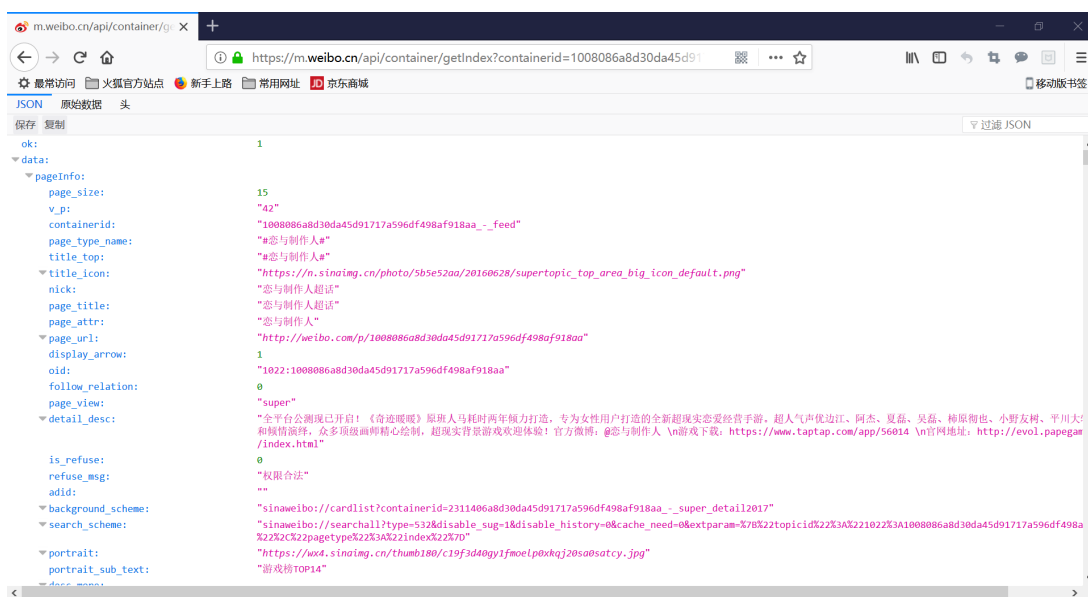 m.weibo.cn/api/container/ge
https://m.weibo.cn/api/container/getIndex?containerid=1008086a8d30da45d91
最常访问 火狐官方站点 新手上路 常用网址 JD 京东商城 移动版书签
JSON 原始数据 头
保存 复制 过滤 JSON
ok: 1
data:
pageInfo:
page_size: 15
v_p: "42"
containerid: "1008086a8d30da45d91717a596df498af918aa_-_feed"
page_type_name: "#恋与制作人#"
title_top: "#恋与制作人#"
title_icon: "https://n.sinaimg.cn/photo/5b5e52aa/20160628/supertopic_top_area_big_icon_default.png"
nick: "恋与制作人超话"
page_title: "恋与制作人超话"
page_attr: "恋与制作人"
page_url: "http://weibo.com/p/1008086a8d30da45d91717a596df498af918aa"
display_arrow: 1
oid: "1022:1008086a8d30da45d91717a596df498af918aa"
follow_relation: 0
page_view: "super"
detail_desc: "全平台公测现已开启！《奇迹暖暖》原班人马耗时两年倾力打造，专为女性用户打造的全新超现实恋爱经营手游，超人气声优边江、阿杰、夏磊、吴磊、柿原彻也、小野友树、平川大
和倾情演绎，众多顶级画师精心绘制，超现实背景游戏欢迎体验！官方微博：@恋与制作人 \n游戏下载：https://www.taptap.com/app/56014 \n官网地址：http://evol.papegam
/index.html"
is_refuse: 0
refuse_msg: "权限合法"
adid: ""
background_scheme: "sinaweibo://cardlist?containerid=2311406a8d30da45d91717a596df498af918aa_-_super_detail2017"
search_scheme: "sinaweibo://searchall?type=532&disable_sug=1&disable_history=0&cache_need=0&extparam=%7B%22topicid%22%3A%221022%3A1008086a8d30da45d91717a596df498a
%22%2C%22pagetype%22%3A%22index%22%7D"
portrait: "https://wx4.sinaimg.cn/thumb180/c19f3d40gy1fmoelp0xkqj20sa0satcy.jpg"
portrait_sub_text: "游戏榜TOP14"